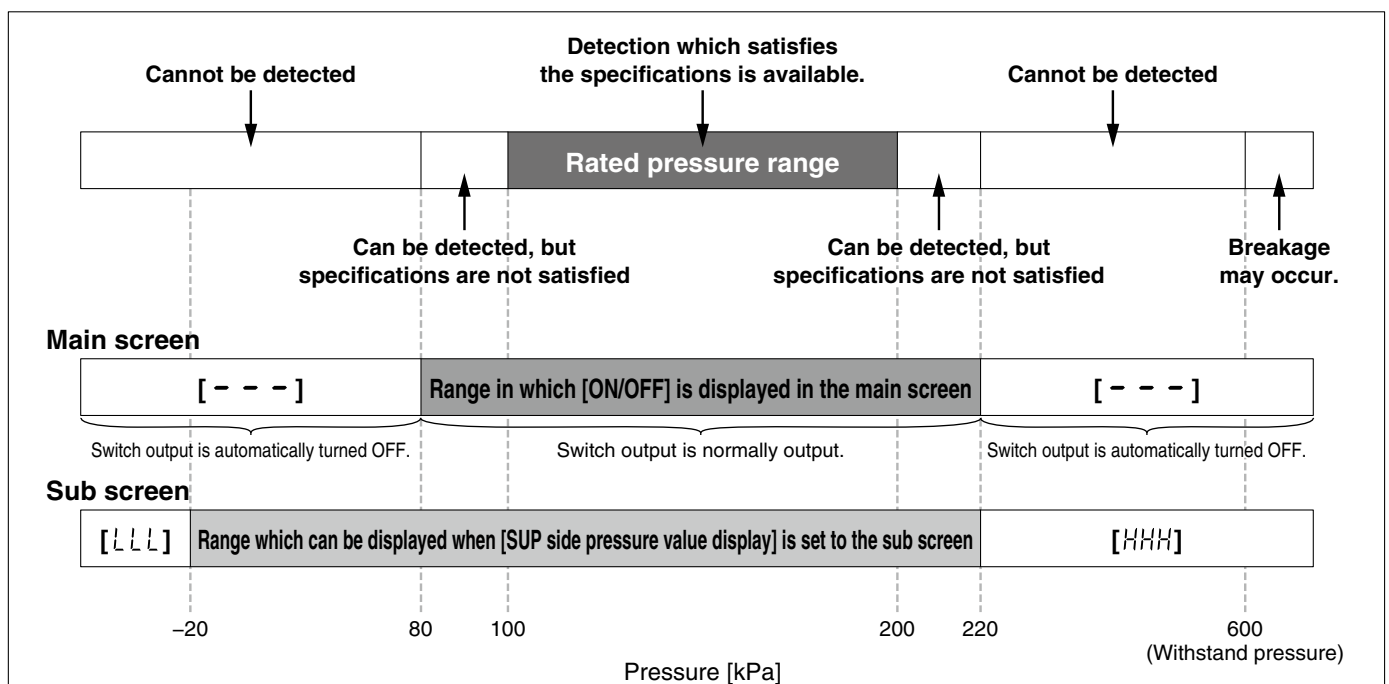 Detection which satisfies
the specifications is available.
Cannot be detected
Cannot be detected
Rated pressure range
Can be detected, but
specifications are not satisfied
Can be detected, but
specifications are not satisfied
Breakage
may occur.
Main screen
[– – –]
Range in which [ON/OFF] is displayed in the main screen
[– – –]
Switch output is automatically turned OFF.
Switch output is normally output.
Switch output is automatically turned OFF.
Sub screen
[LLL]
Range which can be displayed when [SUP side pressure value display] is set to the sub screen
[HHH]
–20
80
100
200
220
600
(Withstand pressure)
Pressure [kPa]